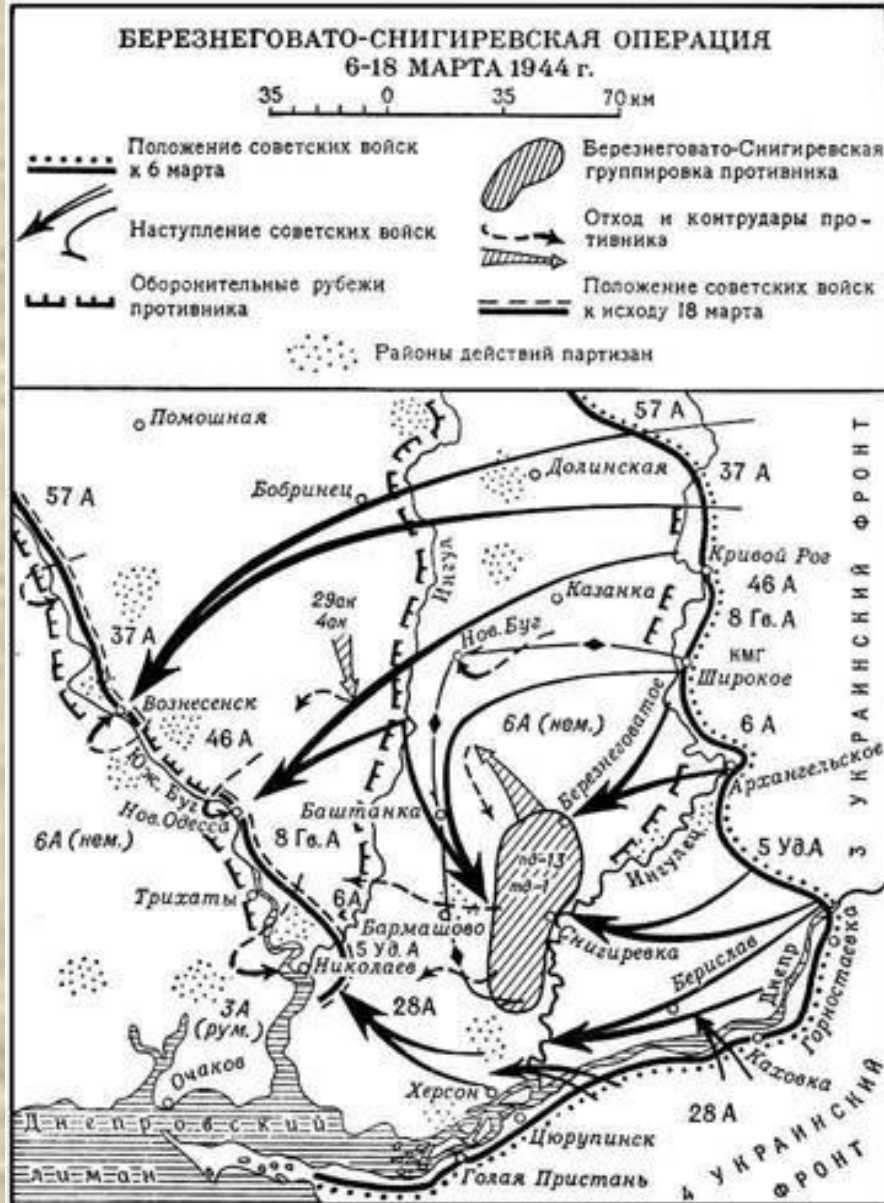 БЕРЕЗНЕГОВАТО-СНИГИРЕВСКАЯ ОПЕРАЦИЯ
6-18 МАРТА 1944 г.
35 0 35 70 км
Положение советских войск
к 6 марта
Наступление советских войск
Оборонительные рубежи
противника
Березнеговато-Снигиревская
группировка противника
Отход и контрудары про-
тивника
Положение советских войск
к исходу 18 марта
Районы действий партизан
Помошная
57 А
57 А
Долинская
37 А
Бобринец
Ингул
Кривой Рог
46 А
8 Гв. А
Казанка
29ак
4ак
37 А
Нов. Буг
кмг
Широкое
Вознесенск
46 А
6А (нем.)
Березнеговатое
6 А
Архангельское
Юж. Буг
Нов. Одесса
Баштанка
6А (нем.)
8 Гв. А
пд-13
тд-1
Ингулец
5 Уд. А
3 УКРАИНСКИЙ ФРОНТ
Трихаты
6А
Бармашово
Снигиревка
5 Уд. А
Николаев
Берислав
Днепр
Горностаевка
3А
(рум.)
28А
Каховка
Очаков
Херсон
28А
Днепровский
лиман
Цюрупинск
Голая Пристань
4 УКРАИНСКИЙ
ФРОНТ